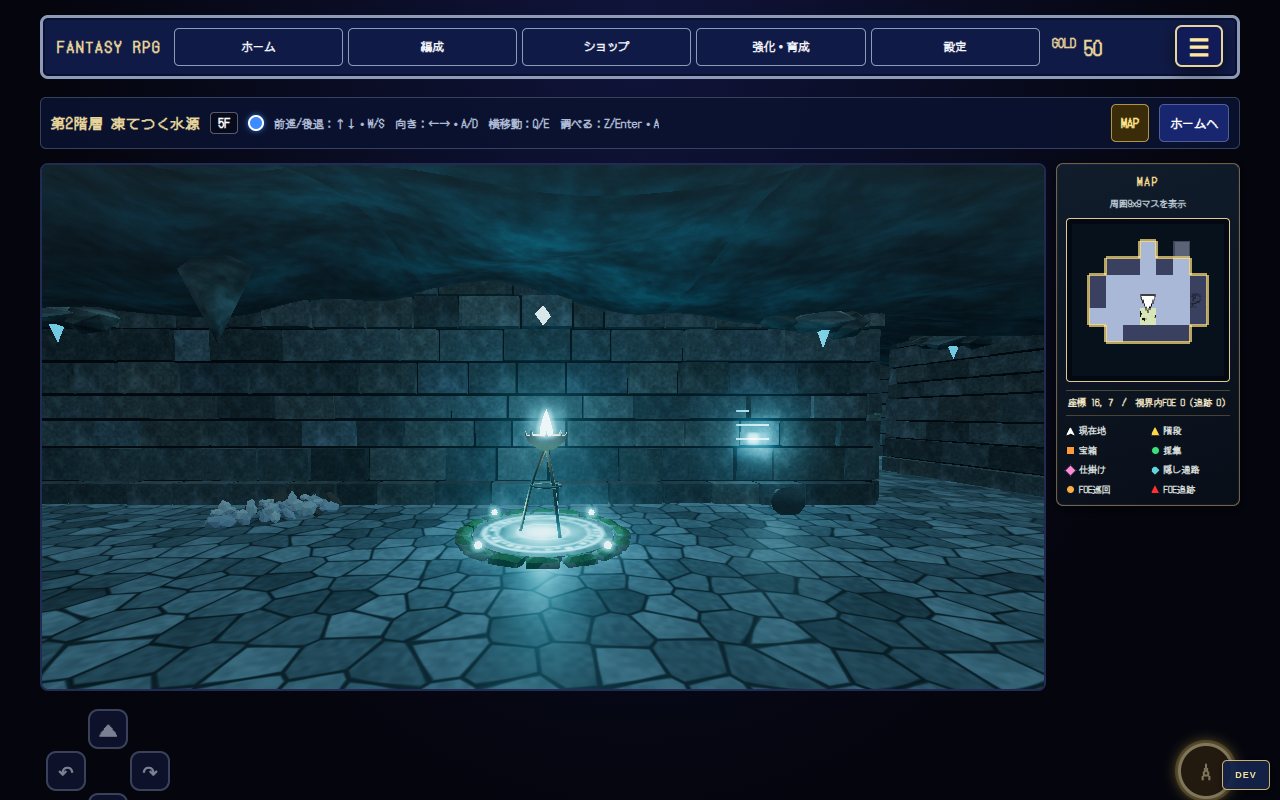 FANTASY RPG
ホーム
編成
ショップ
強化・育成
設定
GOLD 50
第2階層 凍てつく水源
5F
前進/後退：↑↓・W/S 向き：←→・A/D 横移動：Q/E 調べる：Z/Enter・A
MAP
ホームへ
MAP
周囲9x9マスを表示
座標 16, 7 / 視界内FOE 0 (追跡 0)
現在地
階段
宝箱
採集
仕掛け
隠し通路
FOE巡回
FOE追跡
A
DEV